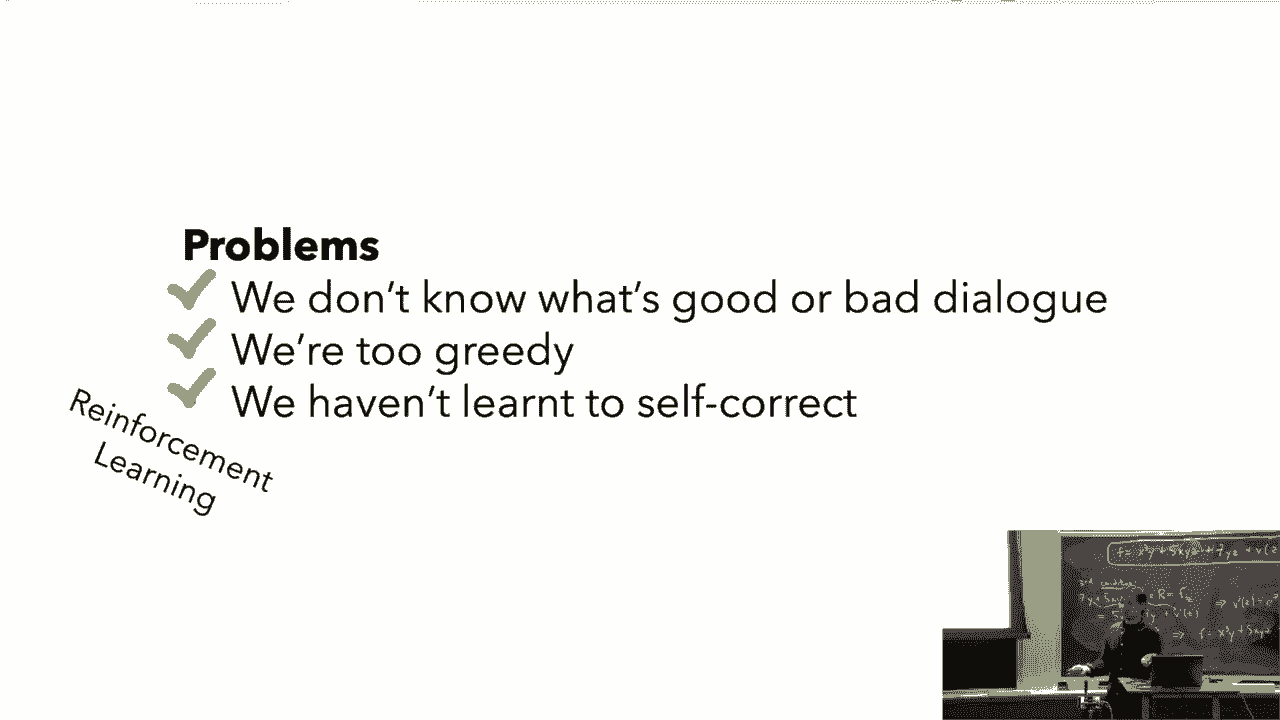 Problems
We don't know what's good or bad dialogue
We're too greedy
We haven't learnt to self-correct
Reinforcement
Learning